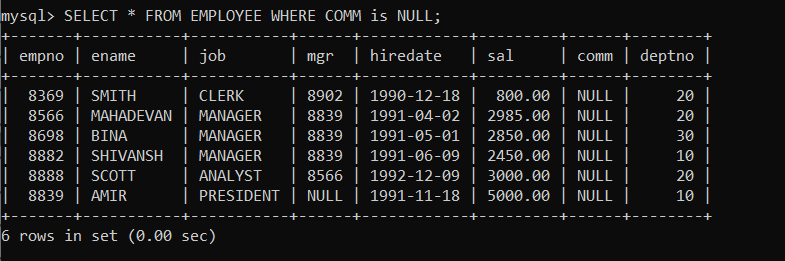 mysql> SELECT * FROM EMPLOYEE WHERE COMM is NULL;
+-------+-----------+-----------+------+------------+---------+------+--------+
| empno | ename     | job       | mgr  | hiredate   | sal     | comm | deptno |
+-------+-----------+-----------+------+------------+---------+------+--------+
|  8369 | SMITH     | CLERK     | 8902 | 1990-12-18 |  800.00 | NULL |     20 |
|  8566 | MAHADEVAN | MANAGER   | 8839 | 1991-04-02 | 2985.00 | NULL |     20 |
|  8698 | BINA      | MANAGER   | 8839 | 1991-05-01 | 2850.00 | NULL |     30 |
|  8882 | SHIVANSH  | MANAGER   | 8839 | 1991-06-09 | 2450.00 | NULL |     10 |
|  8888 | SCOTT     | ANALYST   | 8566 | 1992-12-09 | 3000.00 | NULL |     20 |
|  8839 | AMIR      | PRESIDENT | NULL | 1991-11-18 | 5000.00 | NULL |     10 |
+-------+-----------+-----------+------+------------+---------+------+--------+
6 rows in set (0.00 sec)